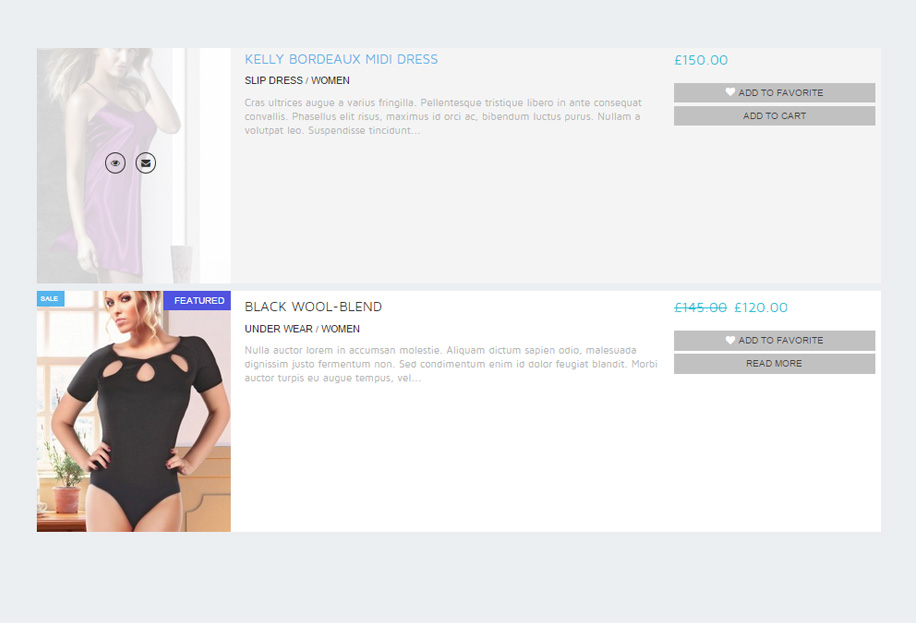 KELLY BORDEAUX MIDI DRESS
SLIP DRESS / WOMEN
Cras ultrices augue a varius fringilla. Pellentesque tristique libero in ante consequat
convallis. Phasellus elit risus, maximus id orci ac, bibendum luctus purus. Nullam a
volutpat leo. Suspendisse tincidunt...
£150.00
ADD TO FAVORITE
ADD TO CART
SALE
FEATURED
BLACK WOOL-BLEND
UNDER WEAR / WOMEN
Nulla auctor lorem in accumsan molestie. Aliquam dictum sapien odio, malesuada
dignissim justo fermentum non. Sed condimentum enim id dolor feugiat blandit. Morbi
auctor turpis eu augue tempus, vel...
£145.00 £120.00
ADD TO FAVORITE
READ MORE